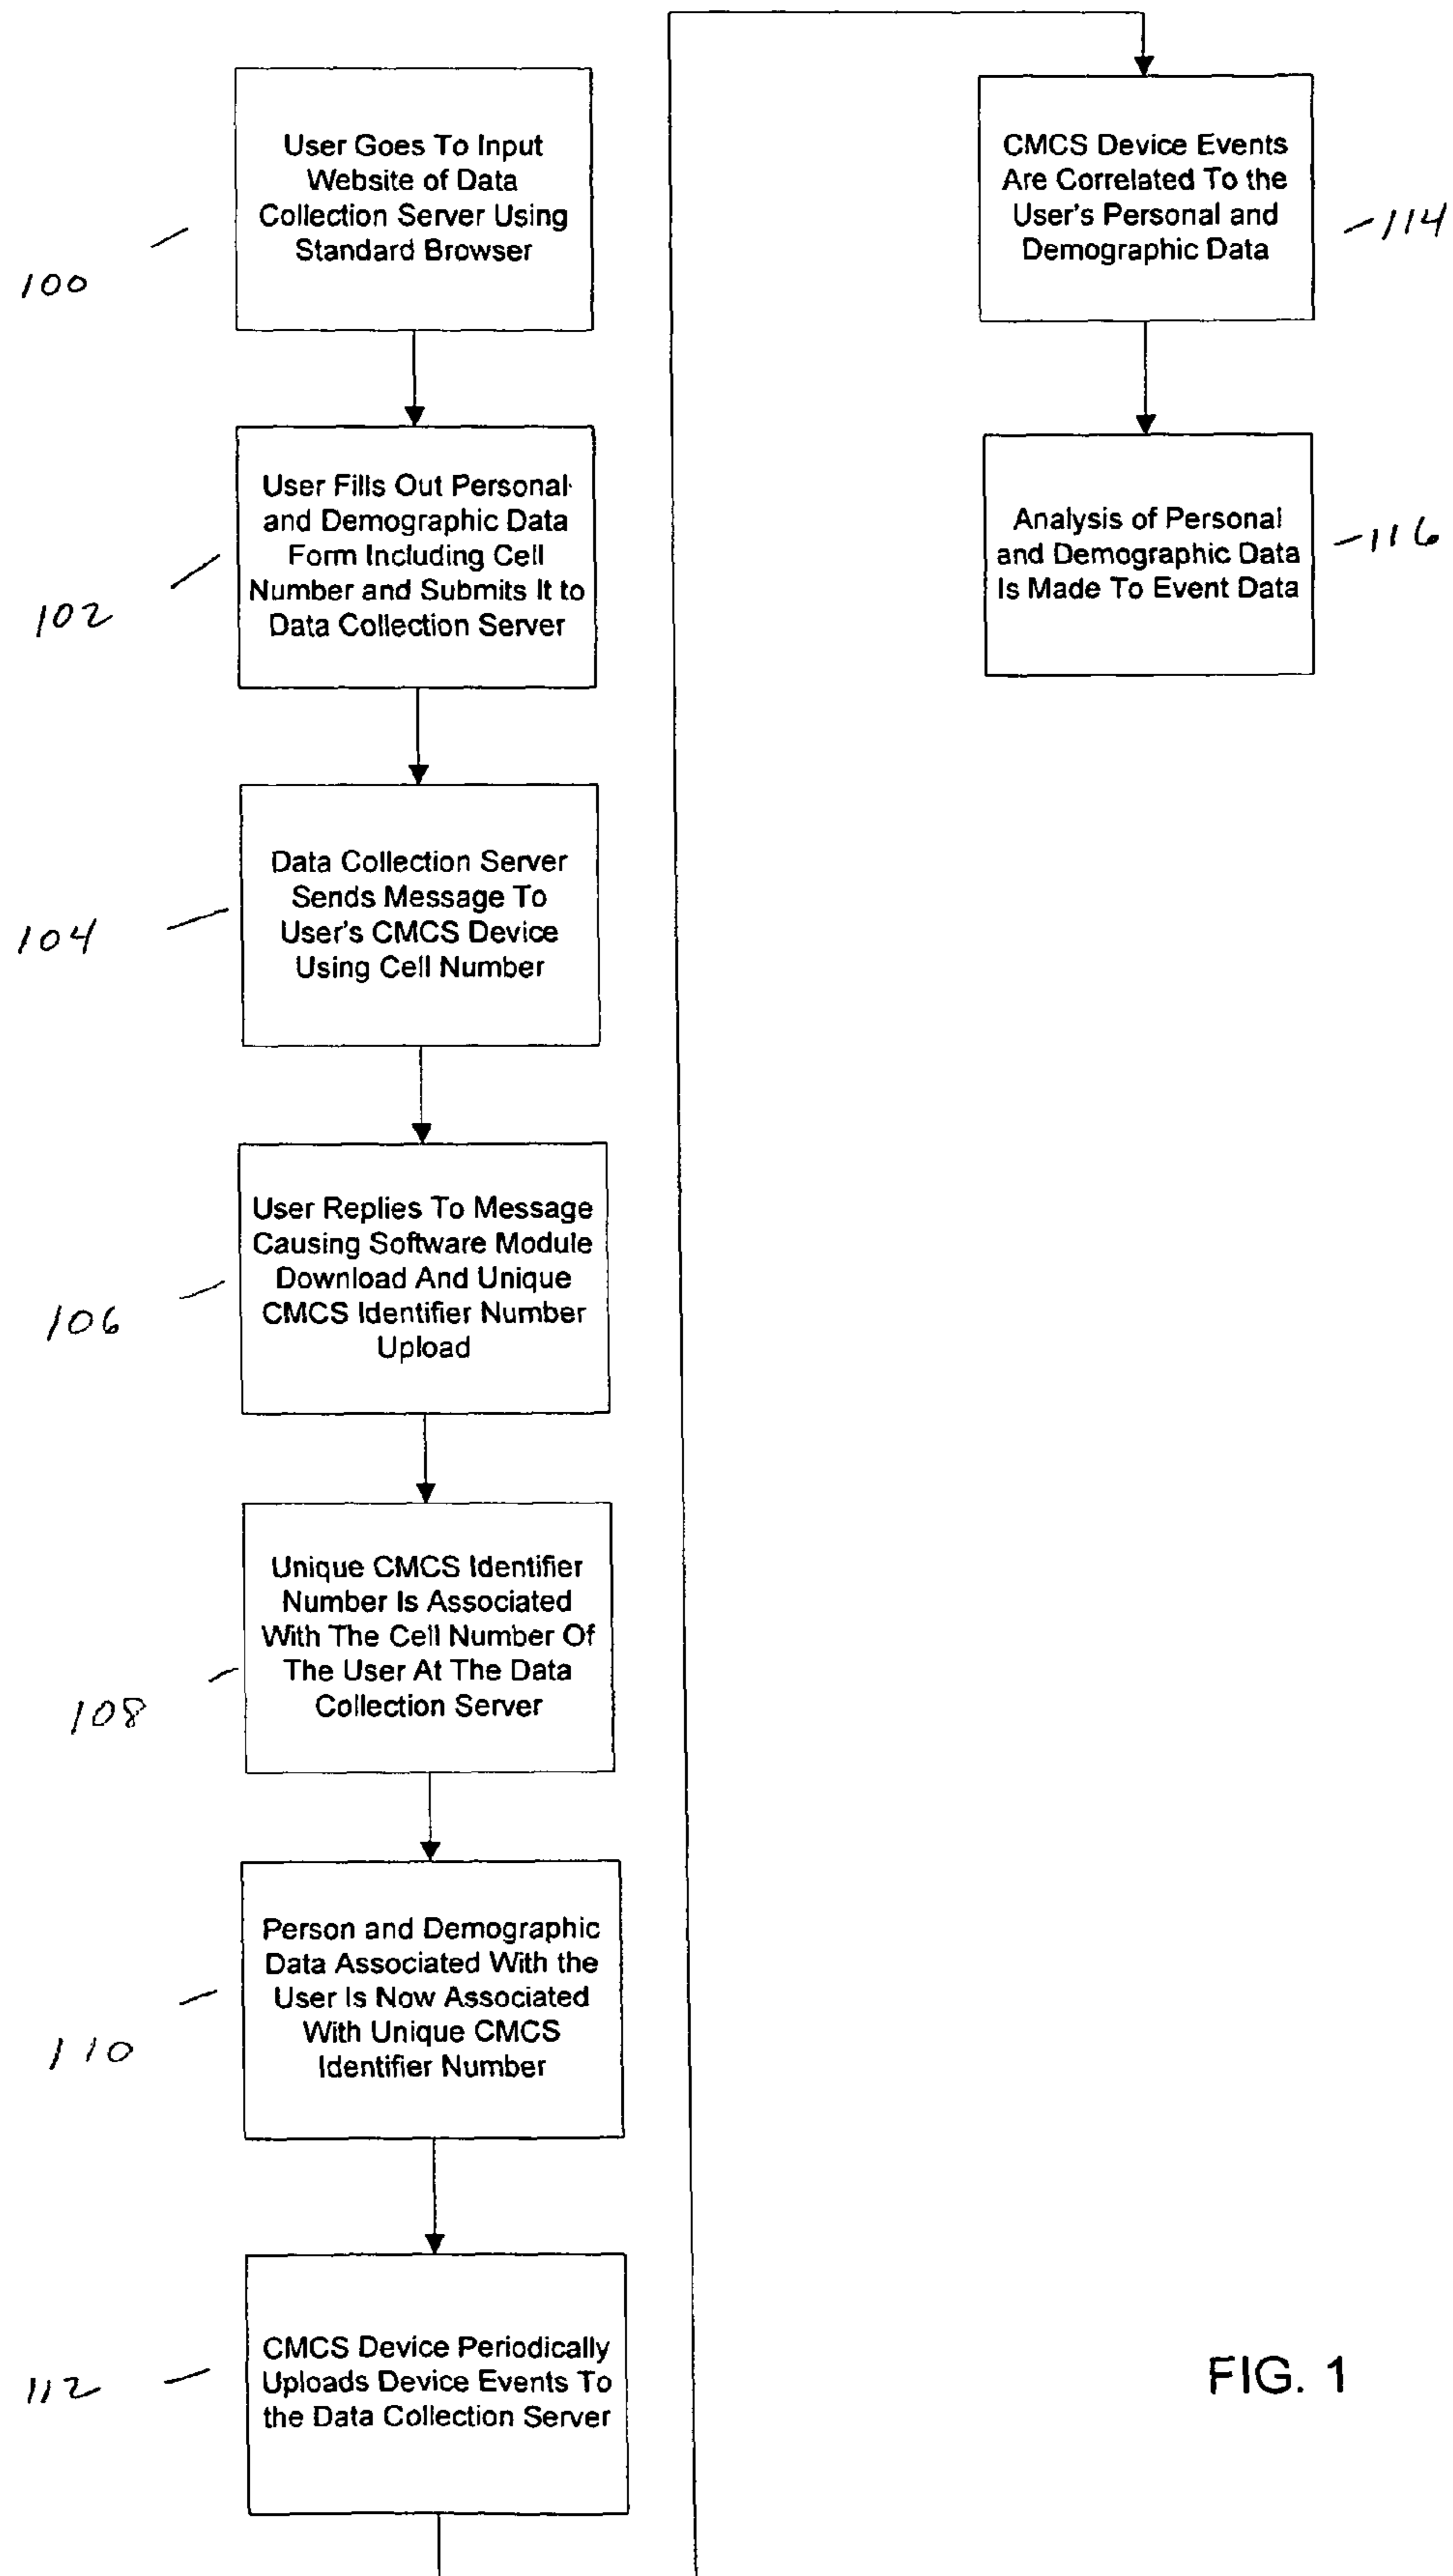 User Goes To Input
Website of Data
Collection Server Using
Standard Browser
100
User Fills Out Personal
and Demographic Data
Form Including Cell
Number and Submits It to
Data Collection Server
102
Data Collection Server
Sends Message To
User's CMCS Device
Using Cell Number
104
User Replies To Message
Causing Software Module
Download And Unique
CMCS Identifier Number
Upload
106
Unique CMCS Identifier
Number Is Associated
With The Cell Number Of
The User At The Data
Collection Server
108
Person and Demographic
Data Associated With the
User Is Now Associated
With Unique CMCS
Identifier Number
110
CMCS Device Periodically
Uploads Device Events To
the Data Collection Server
112
CMCS Device Events
Are Correlated To the
User's Personal and
Demographic Data
114
Analysis of Personal
and Demographic Data
Is Made To Event Data
116
FIG. 1